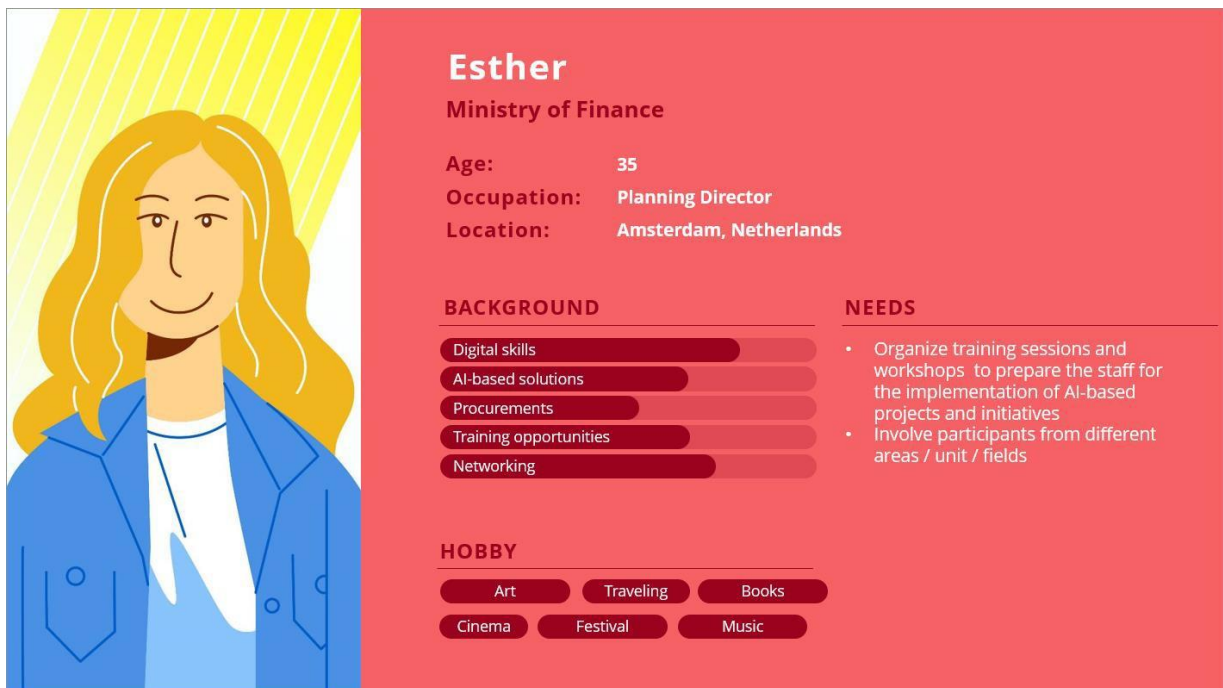 Esther
Ministry of Finance
Age: 35
Occupation: Planning Director
Location: Amsterdam, Netherlands
BACKGROUND
Digital skills
AI-based solutions
Procurements
Training opportunities
Networking
NEEDS
• Organize training sessions and
workshops  to prepare the staff for
the implementation of AI-based
projects and initiatives
• Involve participants from different
areas / unit / fields
HOBBY
Art Traveling Books
Cinema Festival Music